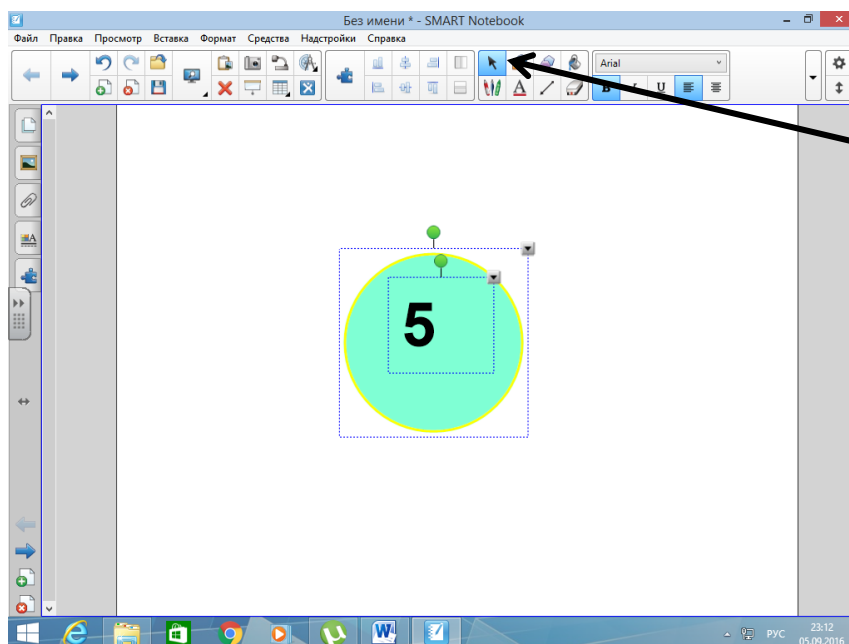 Без имени * - SMART Notebook
Файл Правка Просмотр Вставка Формат Средства Надстройки Справка
Arial
A U
5
РУС
23:12
05.09.2016